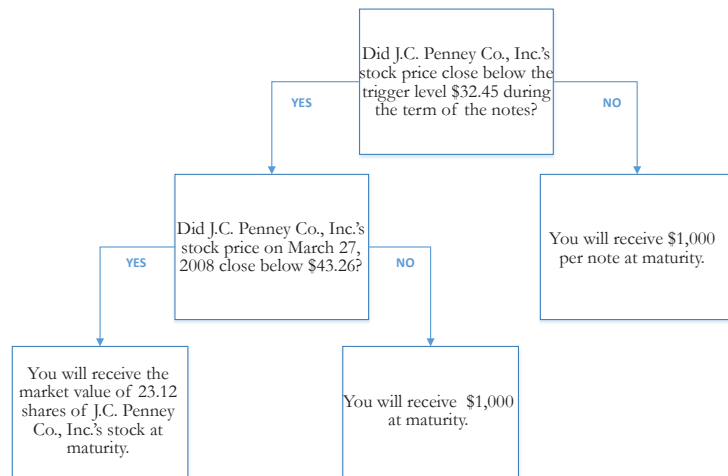 Did J.C. Penney Co., Inc.'s
stock price close below the
trigger level $32.45 during
the term of the notes?
YES
NO
Did J.C. Penney Co., Inc.'s
stock price on March 27,
2008 close below $43.26?
You will receive $1,000
per note at maturity.
YES
NO
You will receive the
market value of 23.12
shares of J.C. Penney
Co., Inc.'s stock at
maturity.
You will receive $1,000
at maturity.